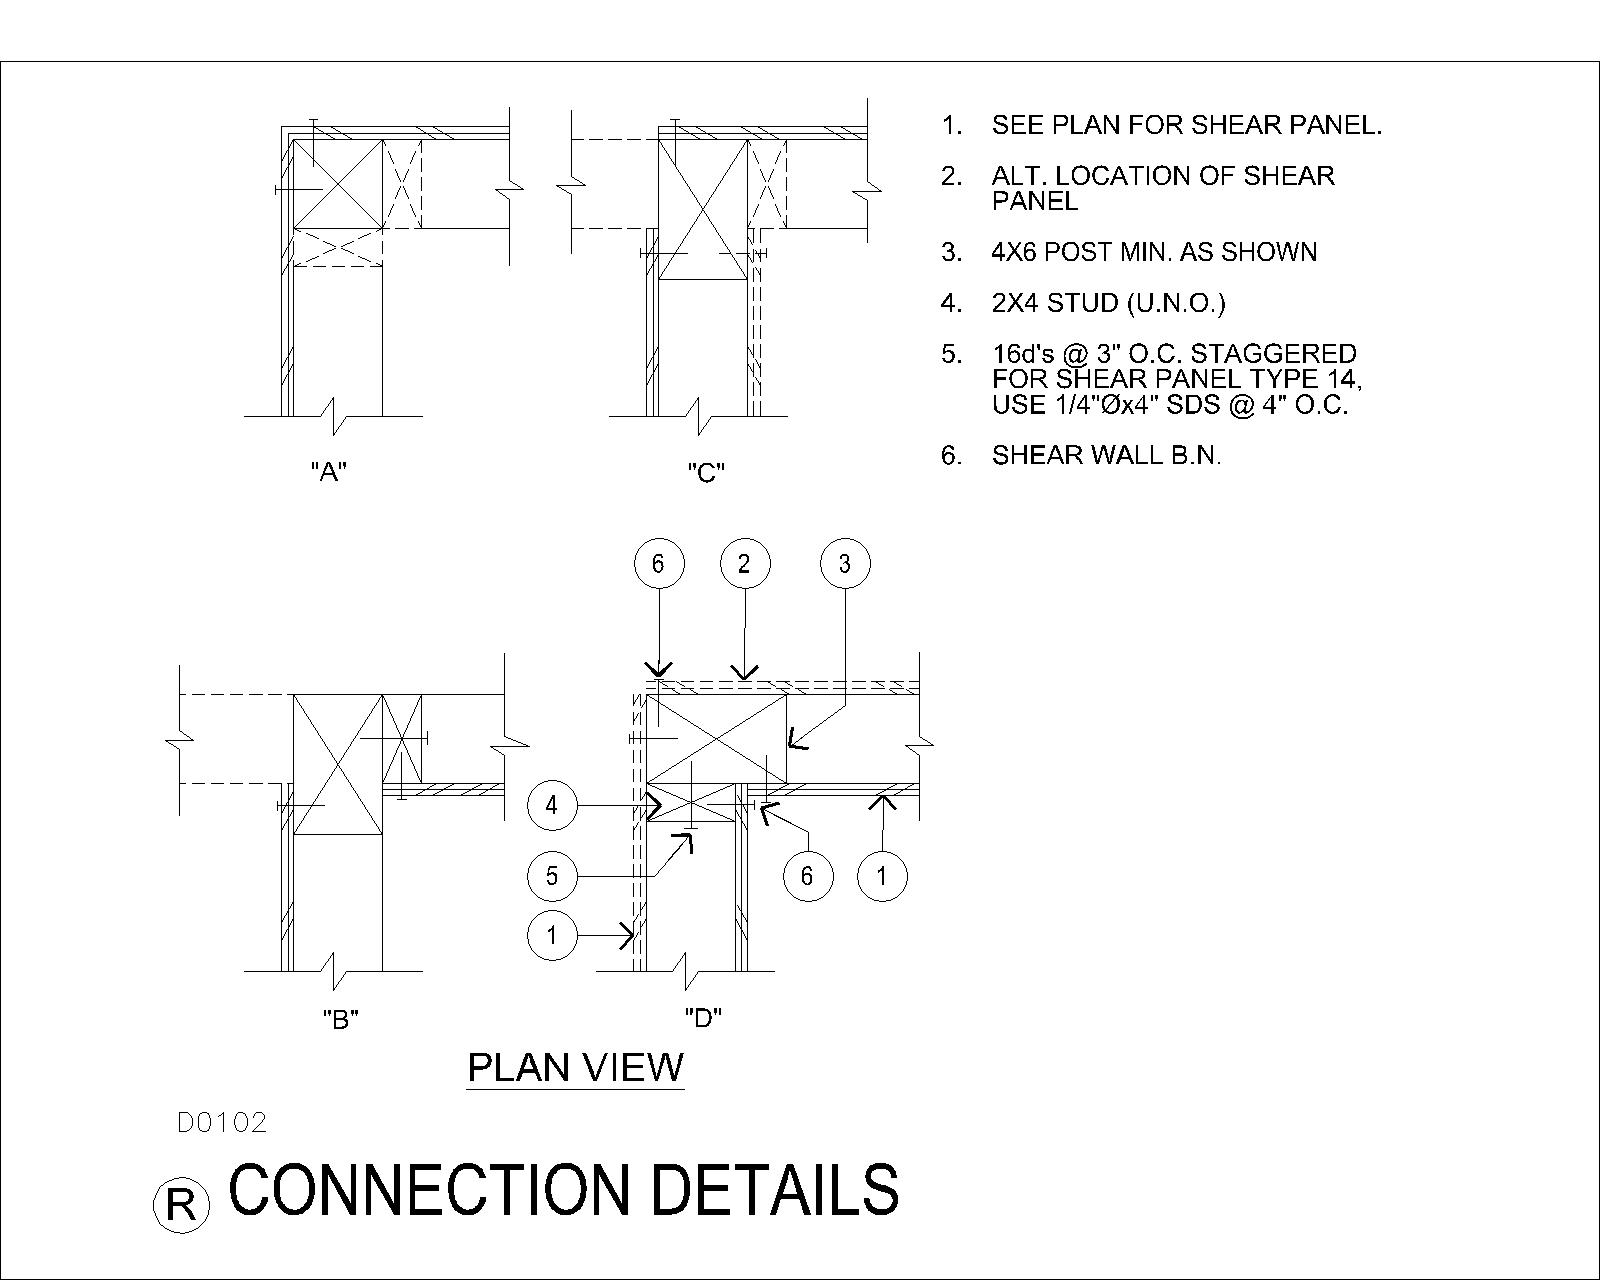 1. SEE PLAN FOR SHEAR PANEL.
2. ALT. LOCATION OF SHEAR
PANEL
3. 4X6 POST MIN. AS SHOWN
4. 2X4 STUD (U.N.O.)
5. 16d's @ 3" O.C. STAGGERED
FOR SHEAR PANEL TYPE 14,
USE 1/4"Øx4" SDS @ 4" O.C.
6. SHEAR WALL B.N.
"A"
"C"
6
2
3
4
5
6
1
1
"B"
"D"
PLAN VIEW
D0102
R CONNECTION DETAILS